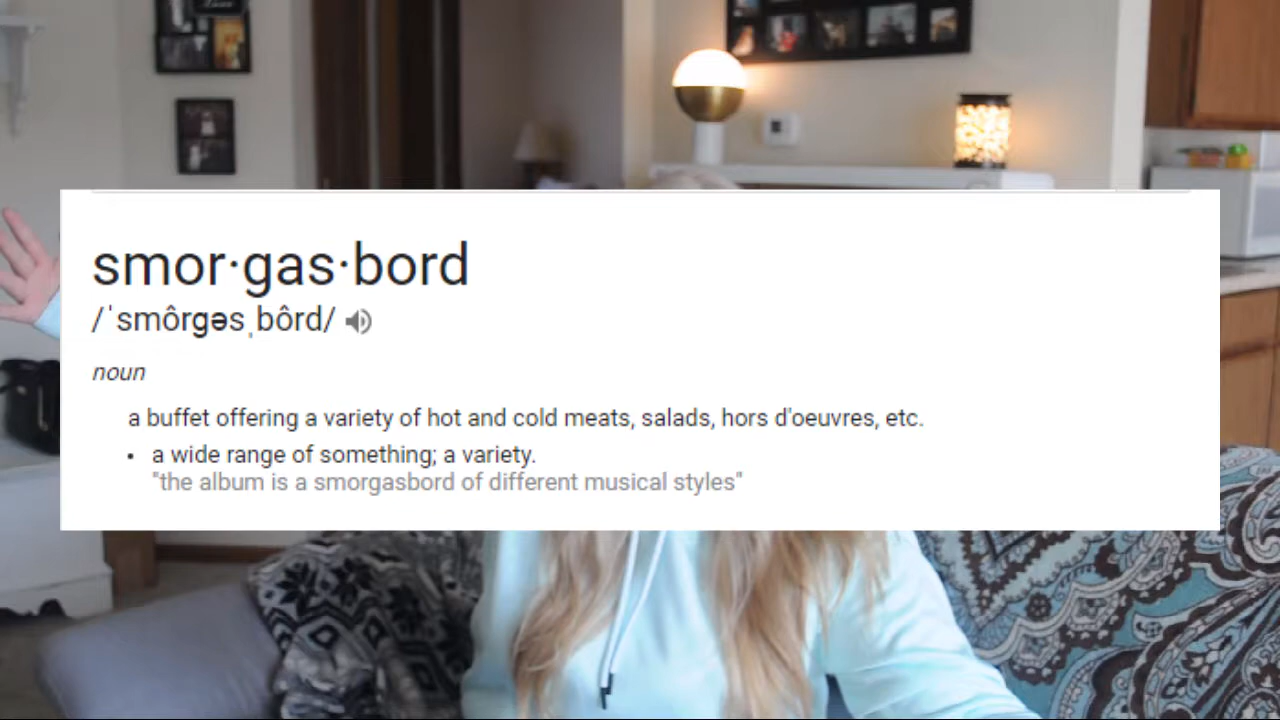 smor·gas·bord
/ˈsmôrgəsˌbôrd/
noun
a buffet offering a variety of hot and cold meats, salads, hors d'oeuvres, etc.
• a wide range of something; a variety.
"the album is a smorgasbord of different musical styles"